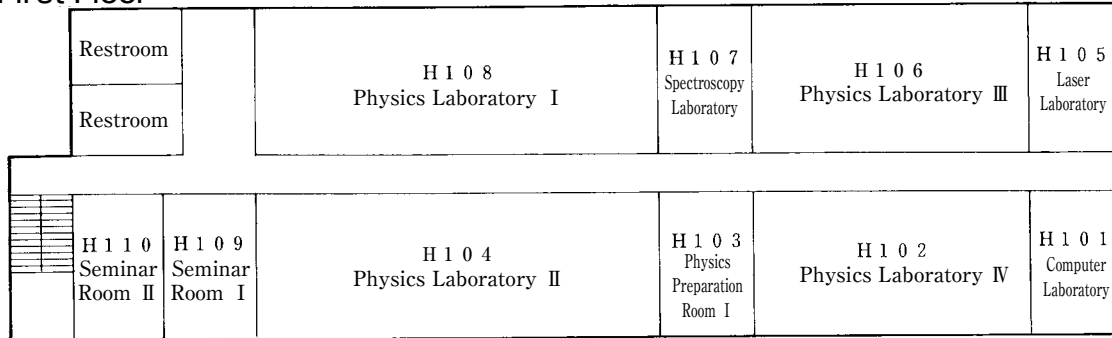 First Floor
Restroom
Restroom
H108
Physics Laboratory Ⅰ
H107
Spectroscopy
Laboratory
H106
Physics Laboratory Ⅲ
H105
Laser
Laboratory
H110
Seminar
Room Ⅱ
H109
Seminar
Room Ⅰ
H104
Physics Laboratory Ⅱ
H103
Physics
Preparation
Room Ⅰ
H102
Physics Laboratory Ⅳ
H101
Computer
Laboratory